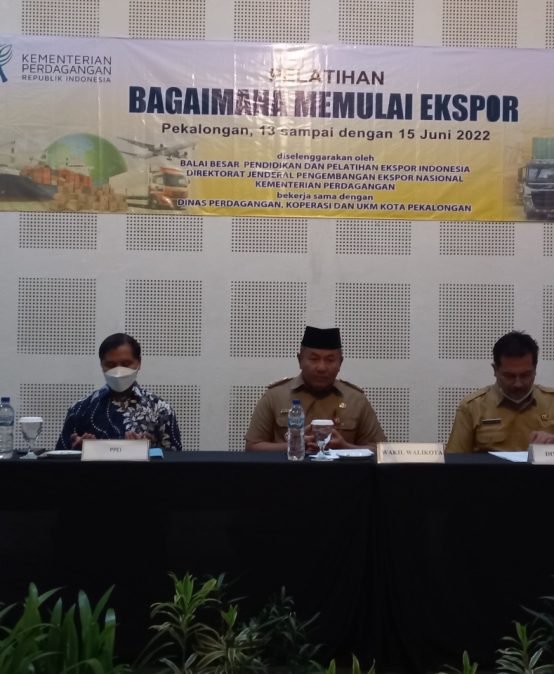 KEMENTERIAN
PERDAGANGAN
REPUBLIK INDONESIA
PELATIHAN
BAGAIMANA MEMULAI EKSPOR
Pekalongan, 13 sampai dengan 15 Juni 2022
diselenggarakan oleh
BALAI BESAR PENDIDIKAN DAN PELATIHAN EKSPOR INDONESIA
DIREKTORAT JENDERAL PENGEMBANGAN EKSPOR NASIONAL
KEMENTERIAN PERDAGANGAN
bekerja sama dengan
DINAS PERDAGANGAN, KOPERASI DAN UKM KOTA PEKALONGAN
WAKIL WALIKOTA